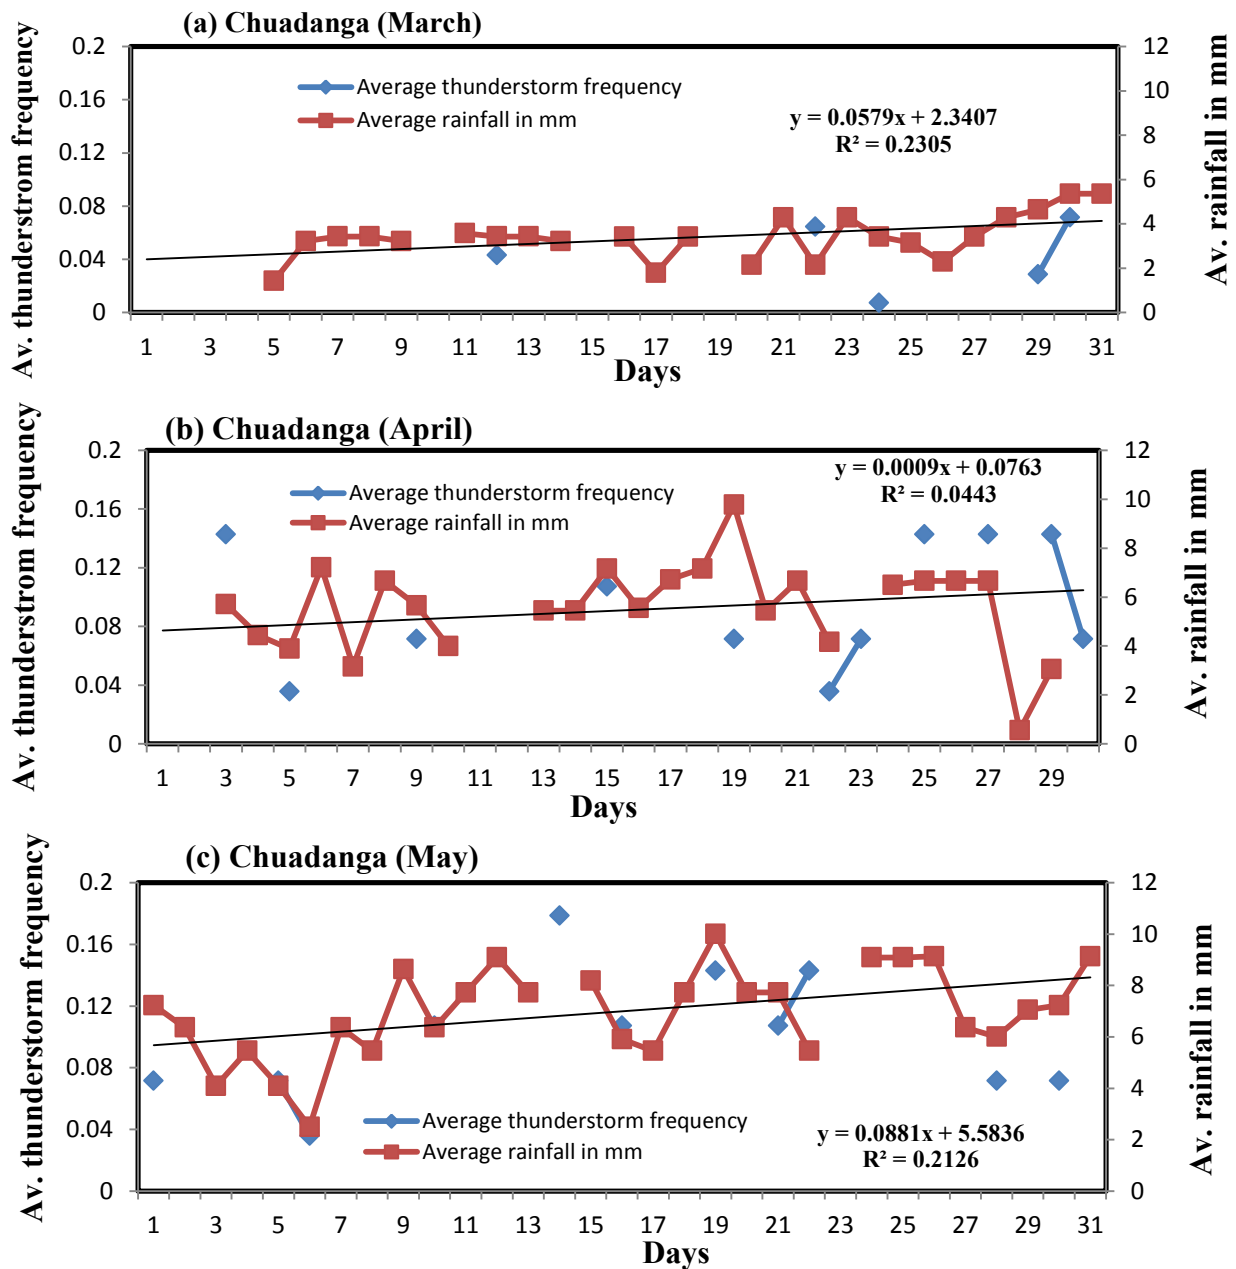 (a) Chuadanga (March)
Av. thunderstrom frequency
0.2
0.16
0.12
0.08
0.04
0
Average thunderstorm frequency
Average rainfall in mm
y = 0.0579x + 2.3407
R² = 0.2305
12
10
8
6
4
2
0
Av. rainfall in mm
1 3 5 7 9 11 12 15 17 19 21 23 25 27 29 31
Days
(b) Chuadanga (April)
Av. thunderstrom frequency
0.2
0.16
0.12
0.08
0.04
0
Average thunderstorm frequency
Average rainfall in mm
y = 0.0009x + 0.0763
R² = 0.0443
12
10
8
6
4
2
0
Av. rainfall in mm
1 3 5 7 9 11 13 15 17 19 21 23 25 27 29
Days
(c) Chuadanga (May)
Av. thunderstorm frequency
0.2
0.16
0.12
0.08
0.04
0
Average thunderstorm frequency
Average rainfall in mm
y = 0.0881x + 5.5836
R² = 0.2126
12
10
8
6
4
2
0
Av. rainfall in mm
1 3 5 7 9 11 13 15 17 19 21 23 25 27 29 31
Days